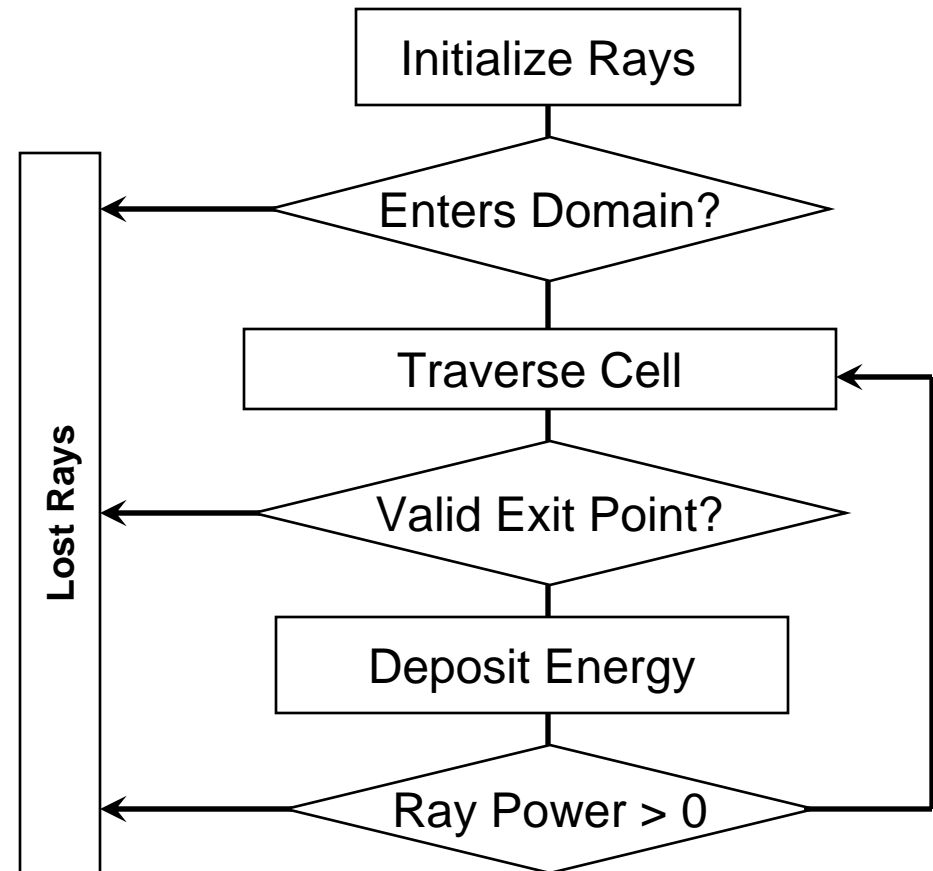 Initialize Rays
Enters Domain?
Traverse Cell
Lost Rays
Valid Exit Point?
Deposit Energy
Ray Power > 0